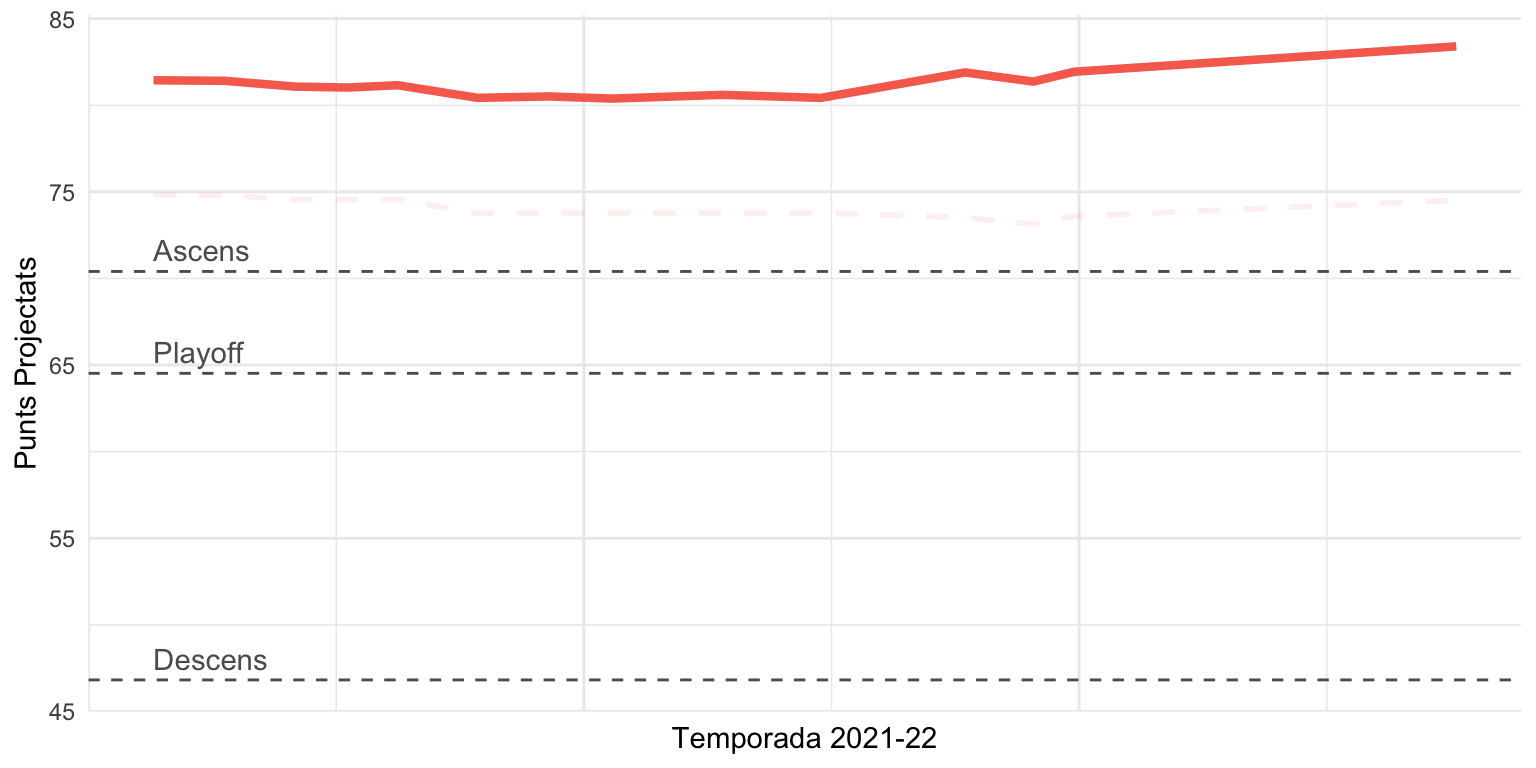 85
75
Ascens
Playoff
65
55
Descens
45
Punts Projectats
Temporada 2021-22